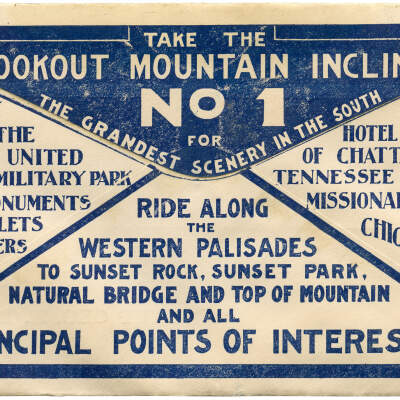 TAKE THE
OOKOUT MOUNTAIN INCLIN
No 1
THE GRANDEST SCENERY IN THE SOUTH
FOR
THE
UNITED
MILITARY PARK
ONUMENTS
LETS
ERS
HOTEL
OF CHATT
TENNESSEE
MISSIONA
CHIC
RIDE ALONG
THE
WESTERN PALISADES
TO SUNSET ROCK, SUNSET PARK,
NATURAL BRIDGE AND TOP OF MOUNTAIN
AND ALL
NCIPAL POINTS OF INTERES